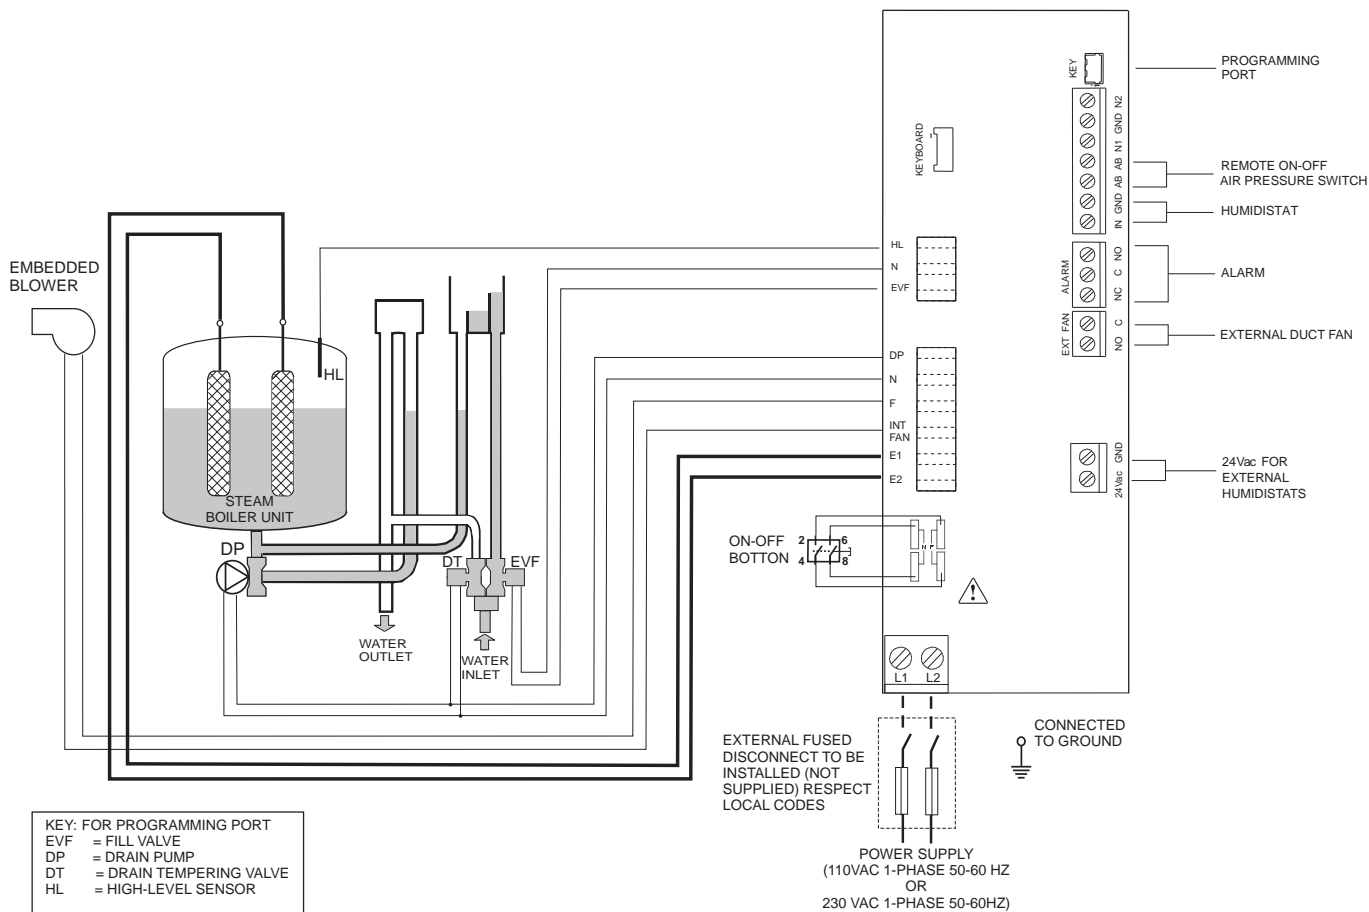 KEY
PROGRAMMING
PORT
N2
GND
N1
AB
AB
GND
IN
KEYBOARD
REMOTE ON-OFF
AIR PRESSURE SWITCH
HUMIDISTAT
ALARM
NO
C
NC
ALARM
EXT FAN
C
NO
EXTERNAL DUCT FAN
GND
24Vac
24Vac FOR
EXTERNAL
HUMIDISTATS
HL
N
EVF
DP
N
F
INT
FAN
E1
E2
EMBEDDED
BLOWER
HL
STEAM
BOILER UNIT
DP
DT
EVF
WATER
OUTLET
WATER
INLET
ON-OFF
BOTTON
2
6
4
8
L1
L2
EXTERNAL FUSED
DISCONNECT TO BE
INSTALLED (NOT
SUPPLIED) RESPECT
LOCAL CODES
CONNECTED
TO GROUND
POWER SUPPLY
(110VAC 1-PHASE 50-60 HZ
OR
230 VAC 1-PHASE 50-60HZ)
KEY: FOR PROGRAMMING PORT
EVF = FILL VALVE
DP = DRAIN PUMP
DT = DRAIN TEMPERING VALVE
HL = HIGH-LEVEL SENSOR